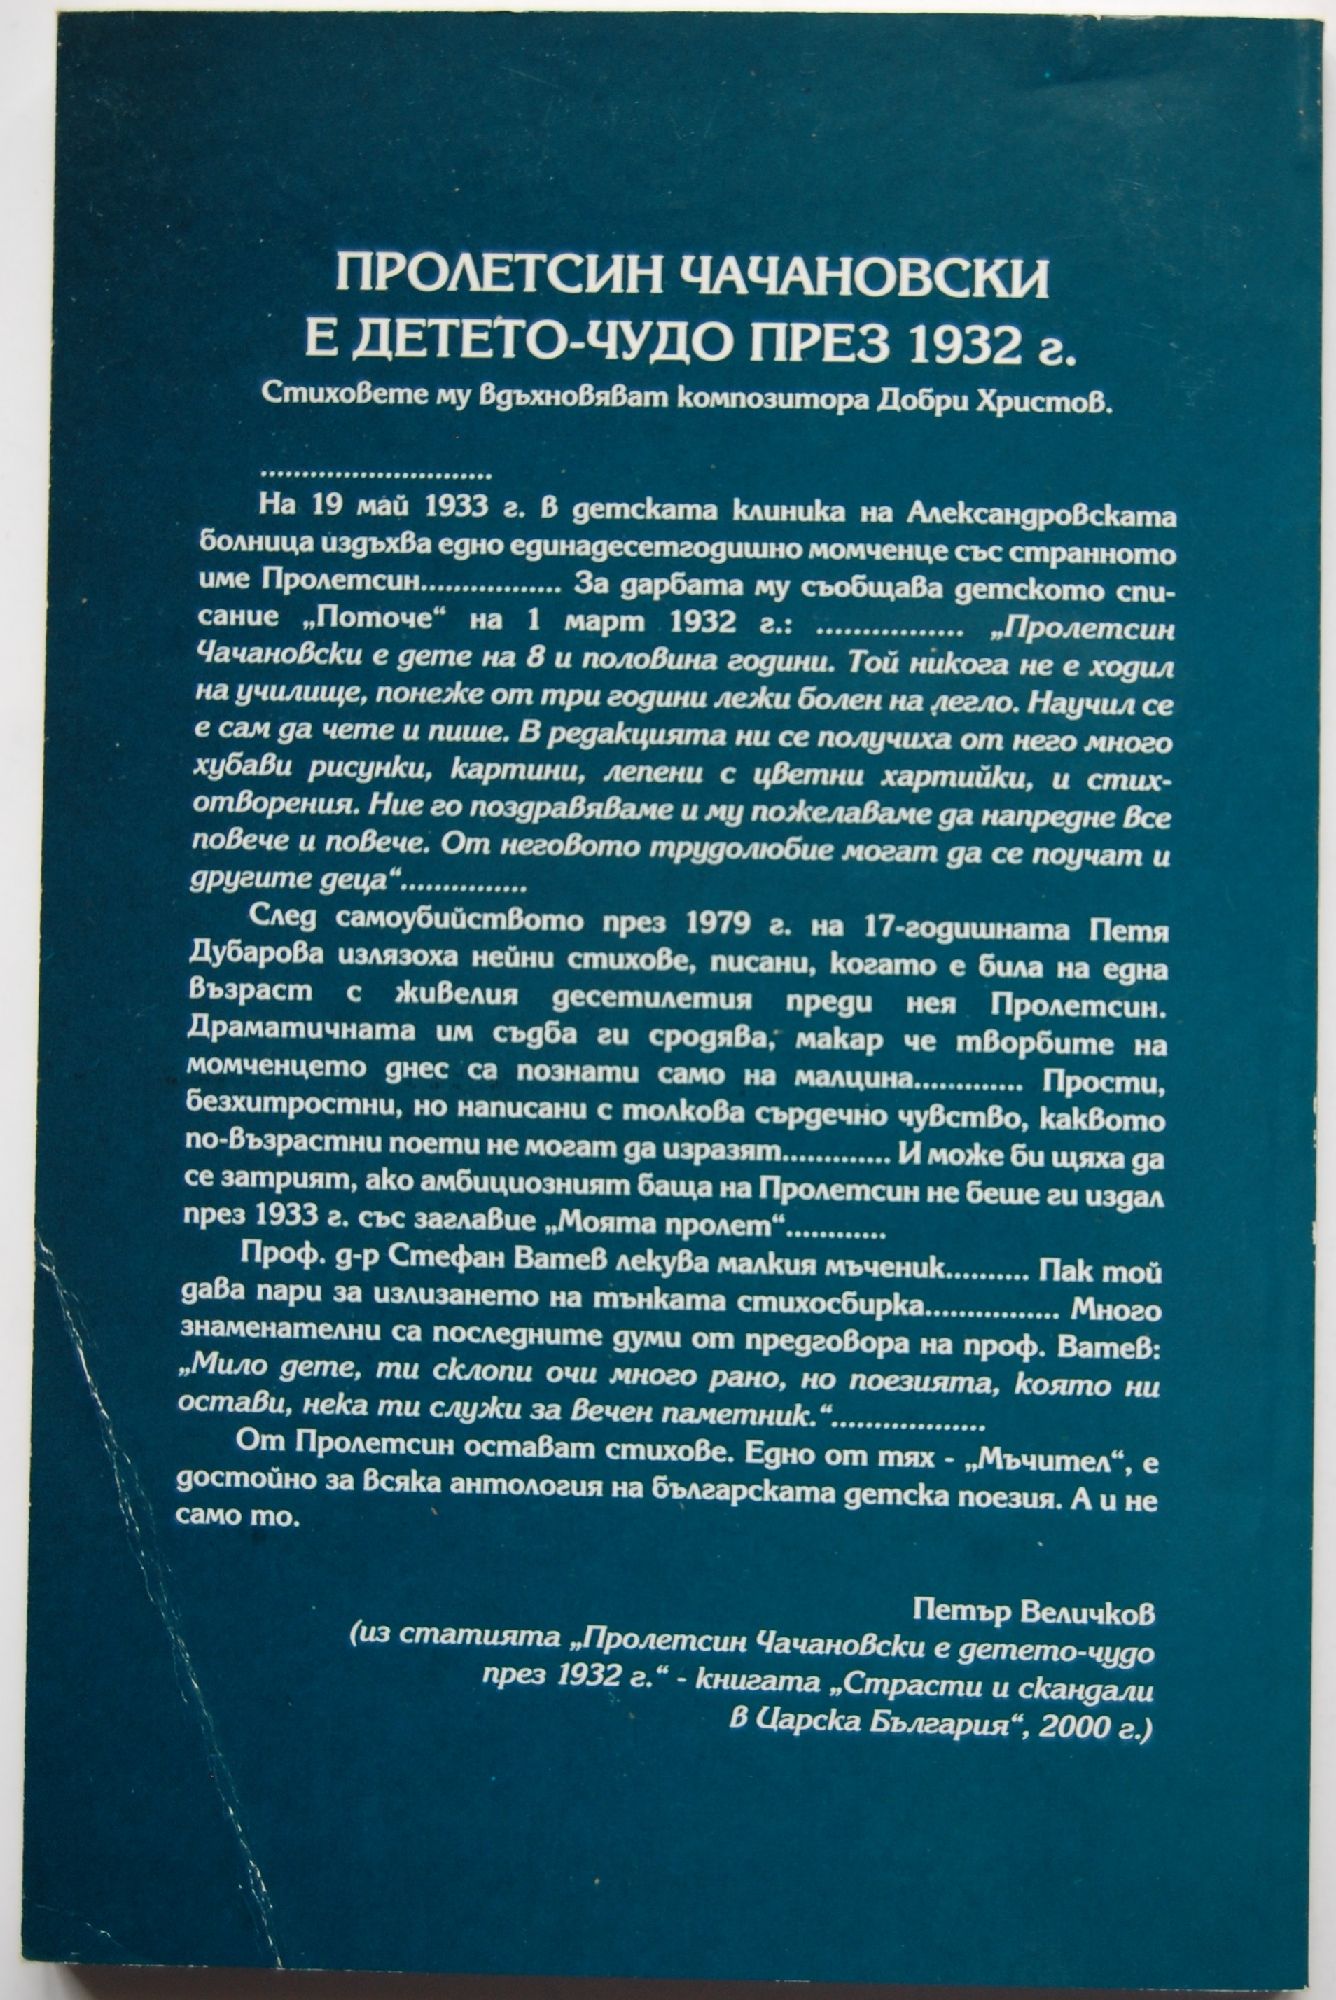 ПРОЛЕТСИН ЧАЧАНОВСКИ
Е ДЕТЕТО-ЧУДО ПРЕЗ 1932 г.
Стиховете му вдъхновяват композитора Добри Христов.
............................
На 19 май 1933 г. в детската клиника на Александровската
болница издъхва едно единадесетгодишно момченце със странното
име Пролетсин................. За дарбата му съобщава детското спи-
сание „Поточе“ на 1 март 1932 г.: ................. „Пролетсин
Чачановски е дете на 8 и половина години. Той никога не е ходил
на училище, понеже от три години лежи болен на легло. Научил се
е сам да чете и пише. В редакцията ни се получиха от него много
хубави рисунки, картини, лепени с цветни хартийки, и стих-
отворения. Ние го поздравяваме и му пожелаваме да напредне все
повече и повече. От неговото трудолюбие могат да се поучат и
другите деца“...............
След самоубийството през 1979 г. на 17-годишната Петя
Дубарова излязоха нейни стихове, писани, когато е била на една
възраст с живелия десетилетия преди нея Пролетсин.
Драматичната им съдба ги сродява, макар че творбите на
момченцето днес са познати само на малцина............. Прости,
безхитростни, но написани с толкова сърдечно чувство, каквото
по-възрастни поети не могат да изразят............. И може би щяха да
се затрият, ако амбициозният баща на Пролетсин не беше ги издал
през 1933 г. със заглавие „Моята пролет“............
Проф. д-р Стефан Ватев лекува малкия мъченик.......... Пак той
дава пари за излизането на тънката стихосбирка................ Много
знаменателни са последните думи от предговора на проф. Ватев:
„Мило дете, ти склопи очи много рано, но поезията, която ни
остави, нека ти служи за вечен паметник.“..................
От Пролетсин остават стихове. Едно от тях - „Мъчител“, е
достойно за всяка антология на българската детска поезия. А и не
само то.
Петър Величков
(из статията „Пролетсин Чачановски е детето-чудо
през 1932 г.“ - книгата „Страсти и скандали
в Царска България“, 2000 г.)